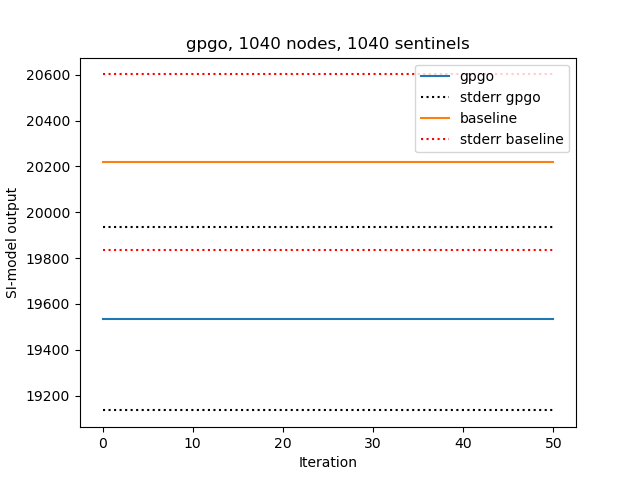 gpgo, 1040 nodes, 1040 sentinels
20600
20400
20200
20000
19800
19600
19400
19200
SI-model output
gpgo
stderr gpgo
baseline
stderr baseline
0 10 20 30 40 50
Iteration